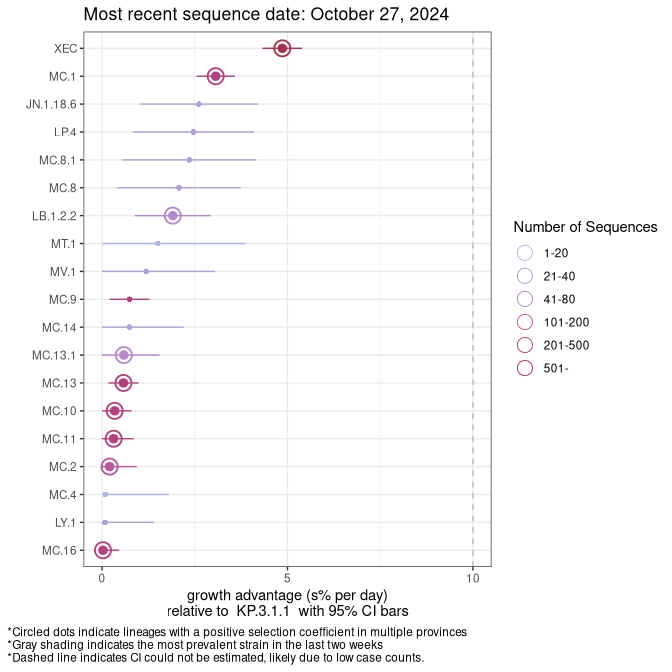 Most recent sequence date: October 27, 2024
XEC
MC.1
JN.1.18.6
LP.4
MC.8.1
MC.8
LB.1.2.2
MT.1
MV.1
MC.9
MC.14
MC.13.1
MC.13
MC.10
MC.11
MC.2
MC.4
LY.1
MC.16
0 5 10
growth advantage (s% per day)
relative to KP.3.1.1 with 95% CI bars
Number of Sequences
1-20
21-40
41-80
101-200
201-500
501-
*Circled dots indicate lineages with a positive selection coefficient in multiple provinces
*Gray shading indicates the most prevalent strain in the last two weeks
*Dashed line indicates CI could not be estimated, likely due to low case counts.